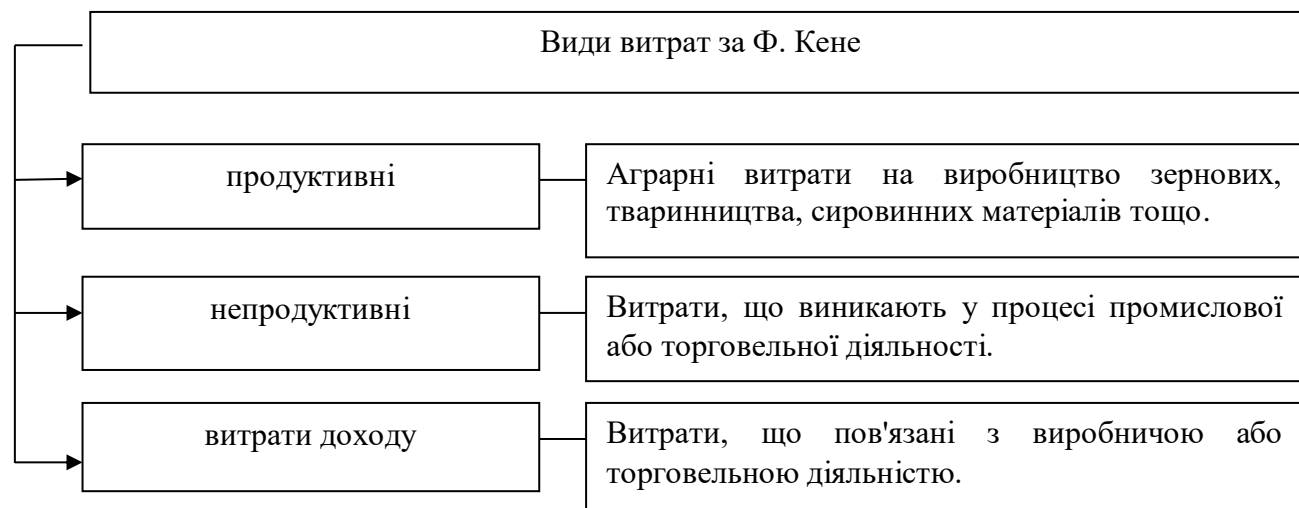 Види витрат за Ф. Кене
продуктивні
Аграрні витрати на виробництво зернових,
тваринництва, сировинних матеріалів тощо.
непродуктивні
Витрати, що виникають у процесі промислової
або торговельної діяльності.
витрати доходу
Витрати, що пов'язані з виробничою або
торговельною діяльністю.